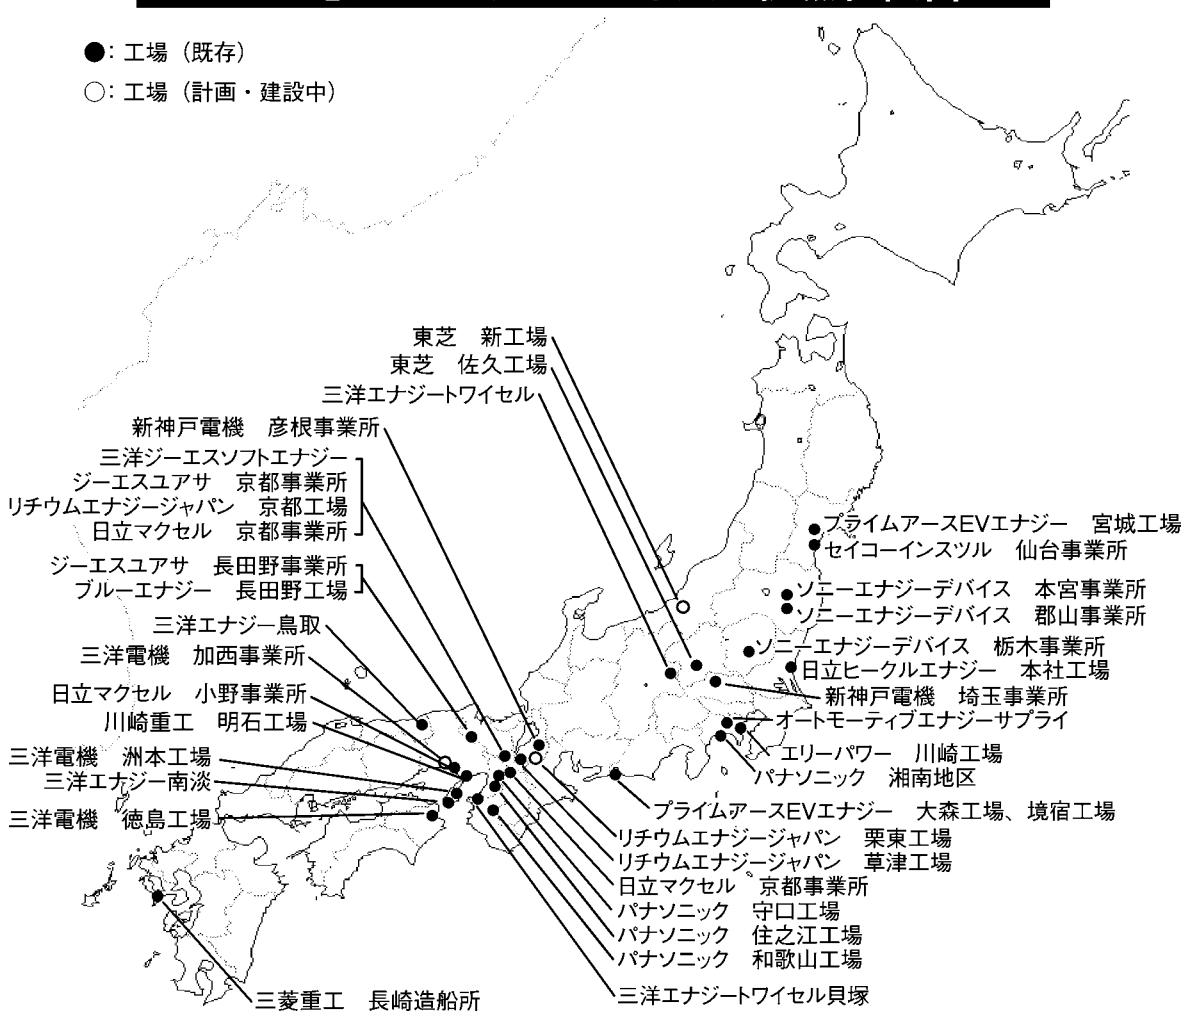 ●：工場（既存）
○：工場（計画・建設中）
東芝　新工場
東芝　佐久工場
三洋エナジートワイセル
新神戸電機　彦根事業所
三洋ジーエスソフトエナジー
ジーエスユアサ　京都事業所
リチウムエナジージャパン　京都工場
日立マクセル　京都事業所
ジーエスユアサ　長田野事業所
ブルーエナジー　長田野工場
三洋エナジー鳥取
三洋電機　加西事業所
日立マクセル　小野事業所
川崎重工　明石工場
三洋電機　洲本工場
三洋エナジー南淡
三洋電機　徳島工場
三菱重工　長崎造船所
プライムアースEVエナジー　宮城工場
セイコーインスツル　仙台事業所
ソニーエナジーデバイス　本宮事業所
ソニーエナジーデバイス　郡山事業所
ソニーエナジーデバイス　栃木事業所
日立ビークルエナジー　本社工場
新神戸電機　埼玉事業所
オートモーティブエナジーサプライ
エリーパワー　川崎工場
パナソニック　湘南地区
プライムアースEVエナジー　大森工場、境宿工場
リチウムエナジージャパン　栗東工場
リチウムエナジージャパン　草津工場
日立マクセル　京都事業所
パナソニック　守口工場
パナソニック　住之江工場
パナソニック　和歌山工場
三洋エナジートワイセル貝塚